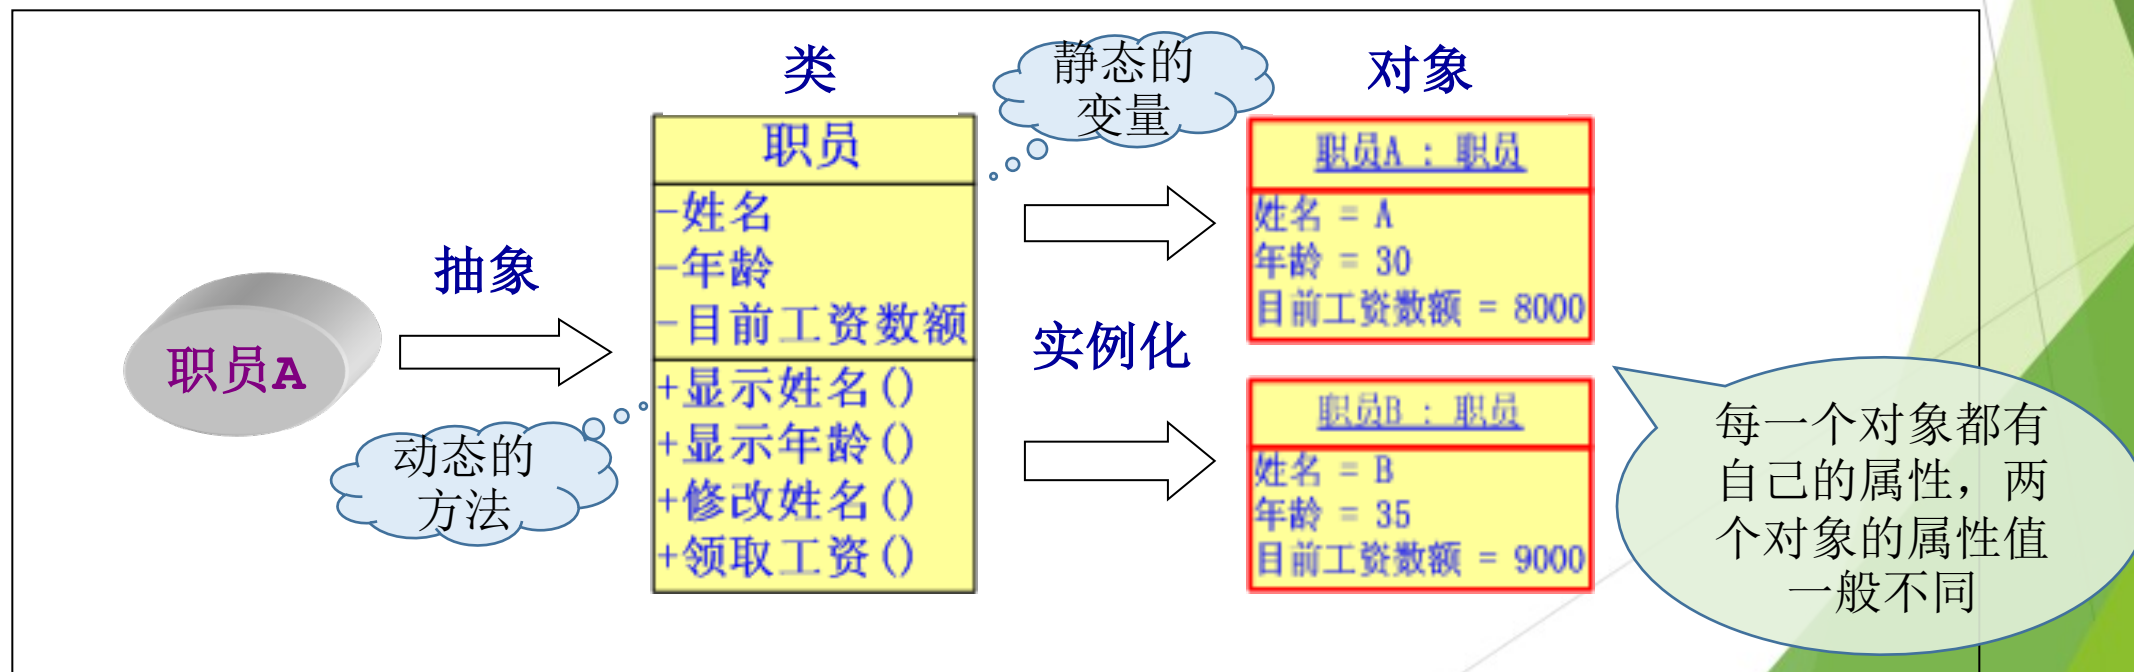 职员A
抽象
动态的
方法
类
职员
-姓名
-年龄
-目前工资数额
+显示姓名()
+显示年龄()
+修改姓名()
+领取工资()
静态的
变量
实例化
对象
职员A : 职员
姓名 = A
年龄 = 30
目前工资数额 = 8000
职员B : 职员
姓名 = B
年龄 = 35
目前工资数额 = 9000
每一个对象都有
自己的属性，两
个对象的属性值
一般不同